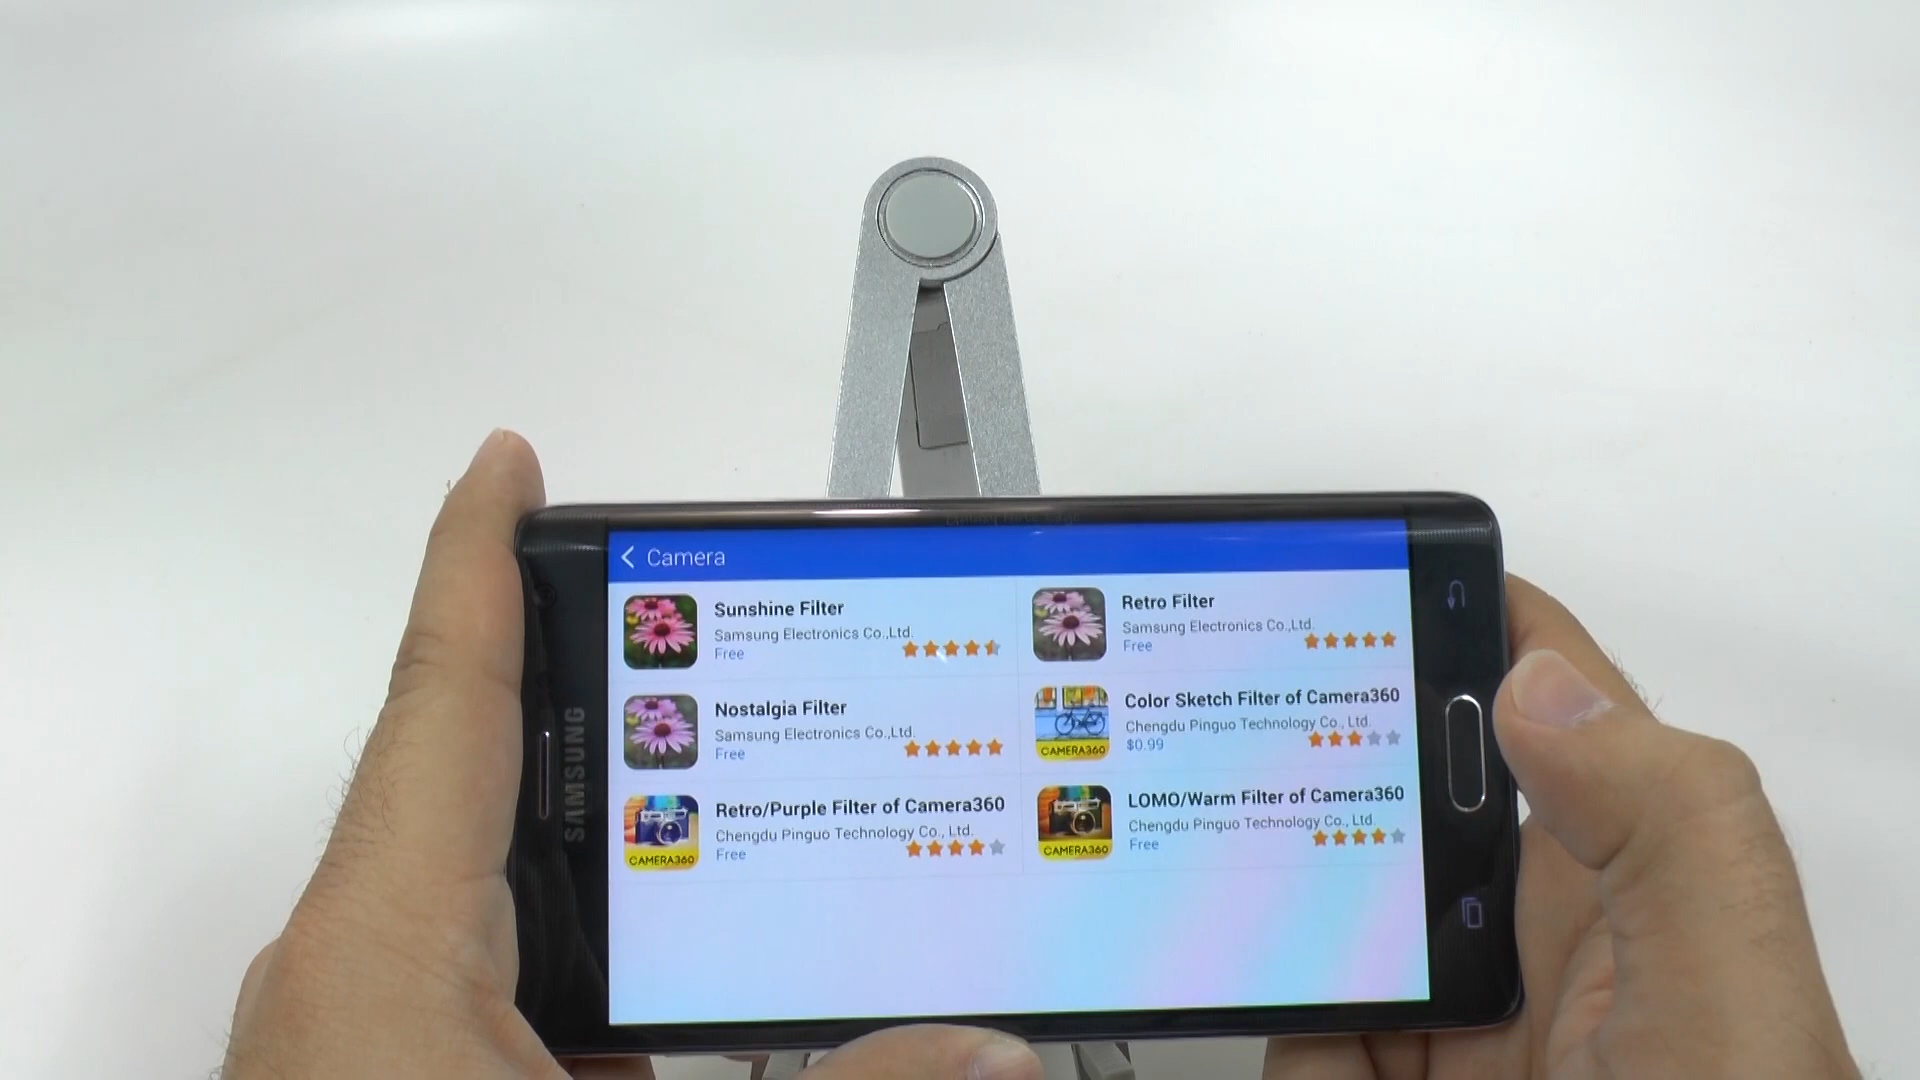 Camera
Sunshine Filter
Samsung Electronics Co.,Ltd.
Free
Retro Filter
Samsung Electronics Co.,Ltd.
Free
Nostalgia Filter
Samsung Electronics Co.,Ltd.
Free
Color Sketch Filter of Camera360
Chengdu Pinguo Technology Co., Ltd.
$0.99
CAMERA360
Retro/Purple Filter of Camera360
Chengdu Pinguo Technology Co., Ltd.
Free
CAMERA360
LOMO/Warm Filter of Camera360
Chengdu Pinguo Technology Co., Ltd.
Free
CAMERA360
SAMSUNG